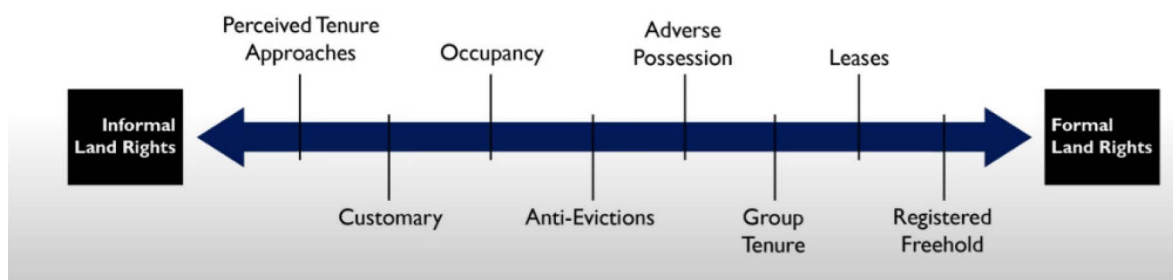 Perceived Tenure
Approaches
Occupancy
Adverse
Possession
Leases
Informal
Land Rights
Formal
Land Rights
Customary
Anti-Evictions
Group
Tenure
Registered
Freehold